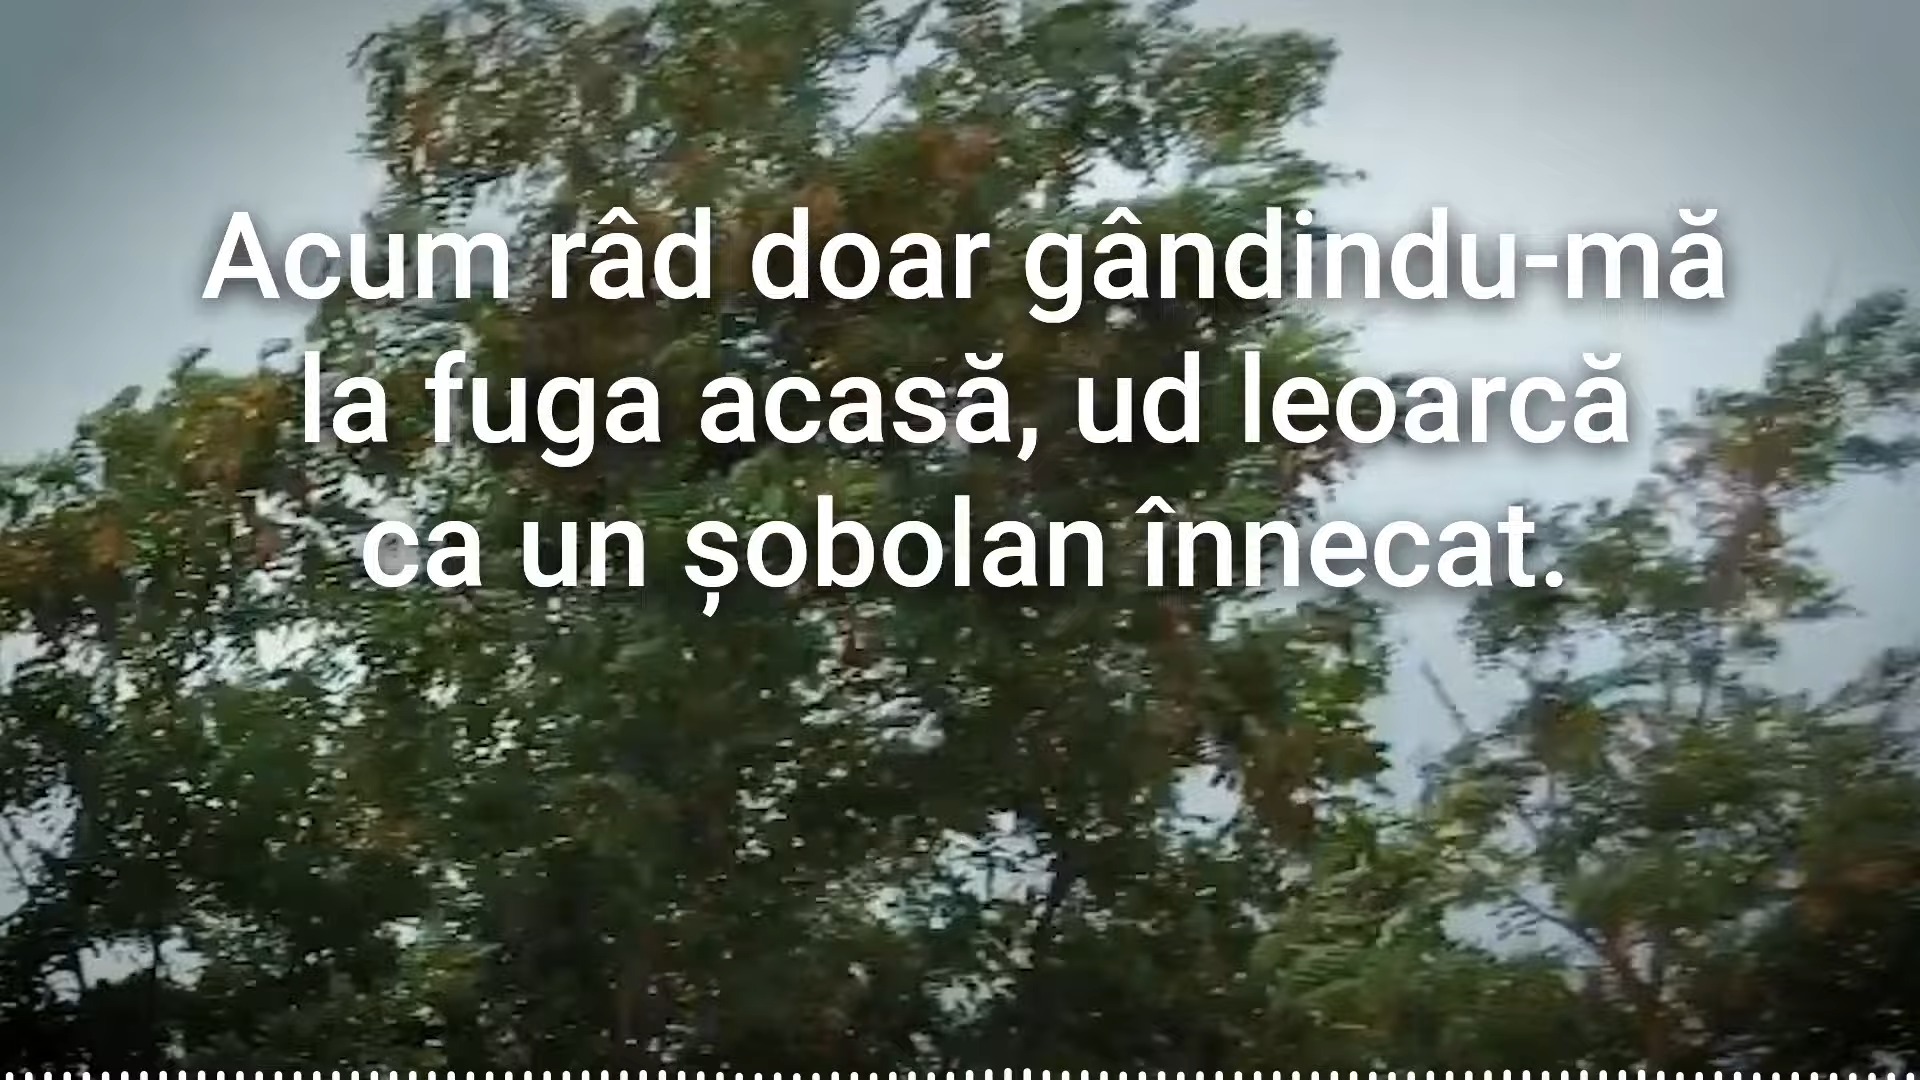 Acum râd doar gândindu-mă
la fuga acasă, ud leoarcă
ca un șobolan înnecat.